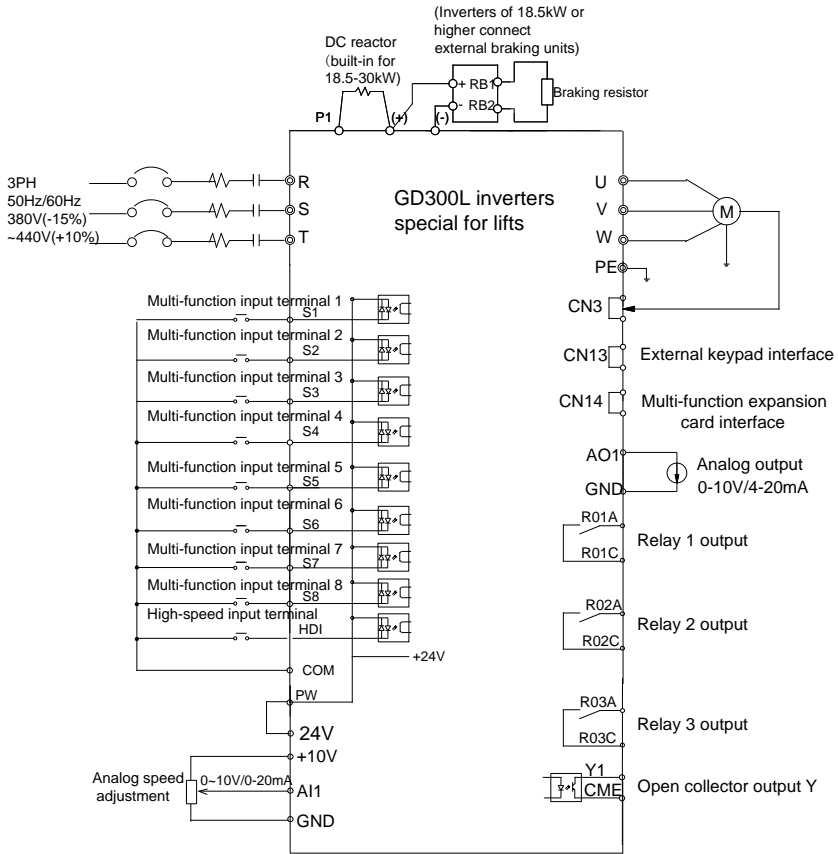 (Inverters of 18.5kW or
higher connect
external braking units)
DC reactor
(built-in for
18.5-30kW)
+ RB1
- RB2
Braking resistor
P1
(+)
(-)
3PH
50Hz/60Hz
380V(-15%)
~440V(+10%)
R
S
T
GD300L inverters
special for lifts
U
V
W
M
PE
CN3
CN13
External keypad interface
CN14
Multi-function expansion
card interface
AO1
GND
Analog output
0-10V/4-20mA
R01A
R01C
Relay 1 output
R02A
R02C
Relay 2 output
R03A
R03C
Relay 3 output
Y1
CME
Open collector output Y
Multi-function input terminal 1
S1
Multi-function input terminal 2
S2
Multi-function input terminal 3
S3
Multi-function input terminal 4
S4
Multi-function input terminal 5
S5
Multi-function input terminal 6
S6
Multi-function input terminal 7
S7
Multi-function input terminal 8
S8
High-speed input terminal
HDI
+24V
COM
PW
24V
+10V
Analog speed
adjustment
0~10V/0-20mA
AI1
GND